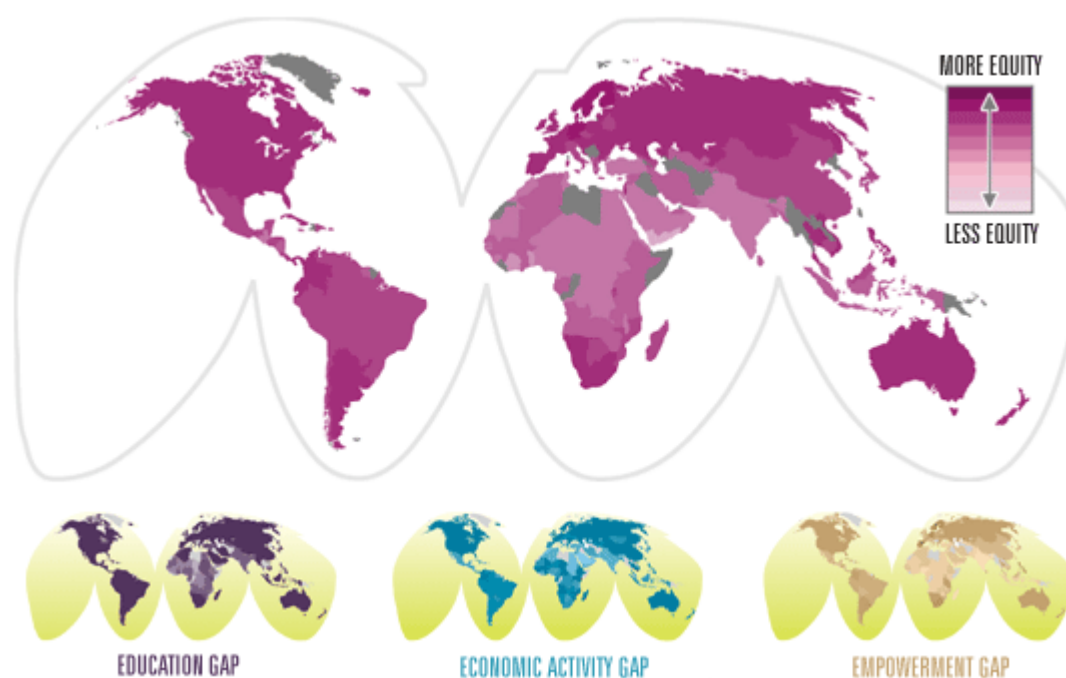 MORE EQUITY
LESS EQUITY
EDUCATION GAP
ECONOMIC ACTIVITY GAP
EMPOWERMENT GAP